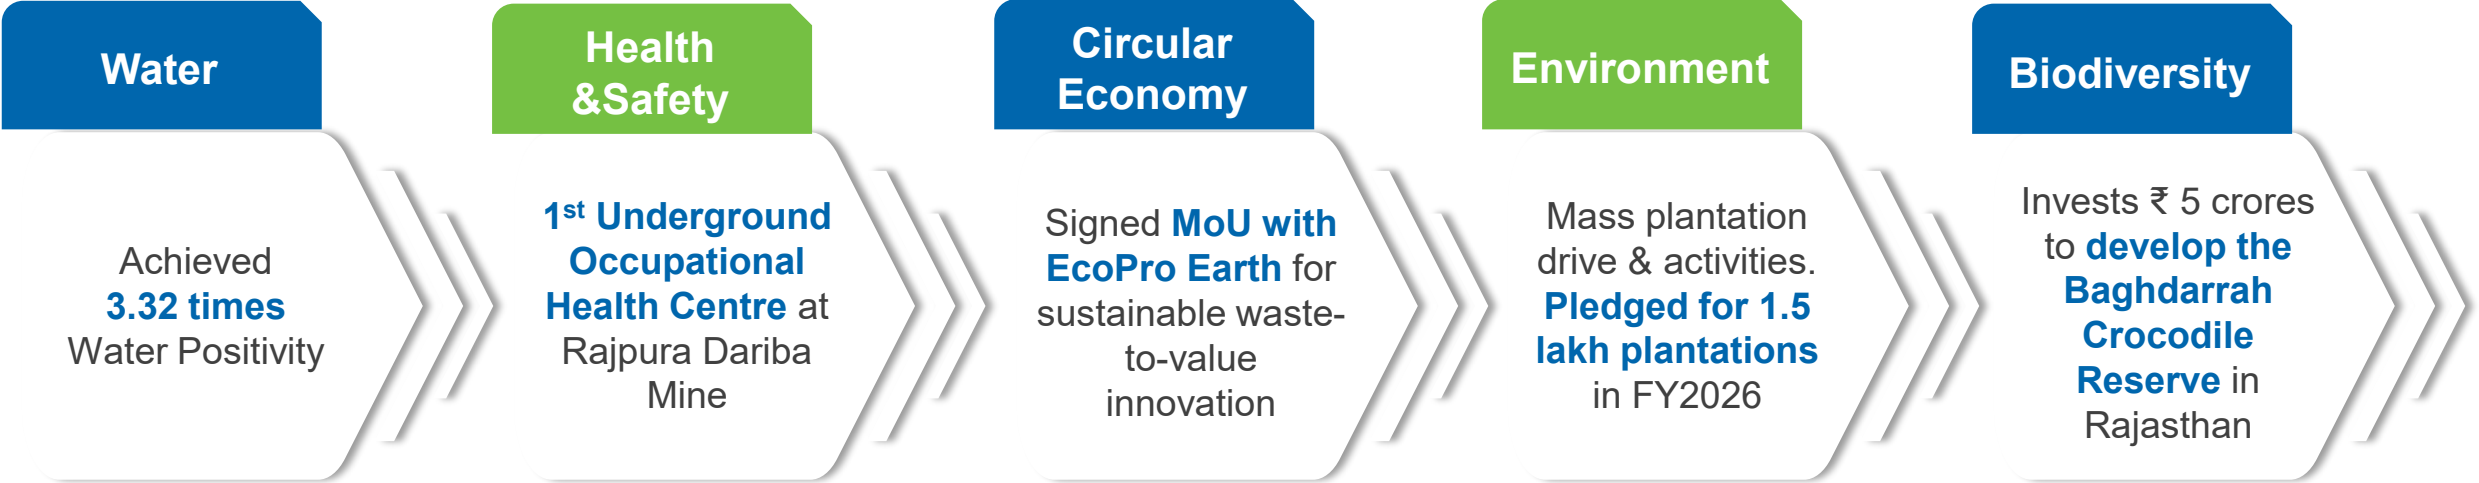 Water
Achieved
3.32 times
Water Positivity
Health
&Safety
1st Underground
Occupational
Health Centre at
Rajpura Dariba
Mine
Circular
Economy
Signed MoU with
EcoPro Earth for
sustainable waste-
to-value
innovation
Environment
Mass plantation
drive & activities.
Pledged for 1.5
lakh plantations
in FY2026
Biodiversity
Invests ₹ 5 crores
to develop the
Baghdarrah
Crocodile
Reserve in
Rajasthan